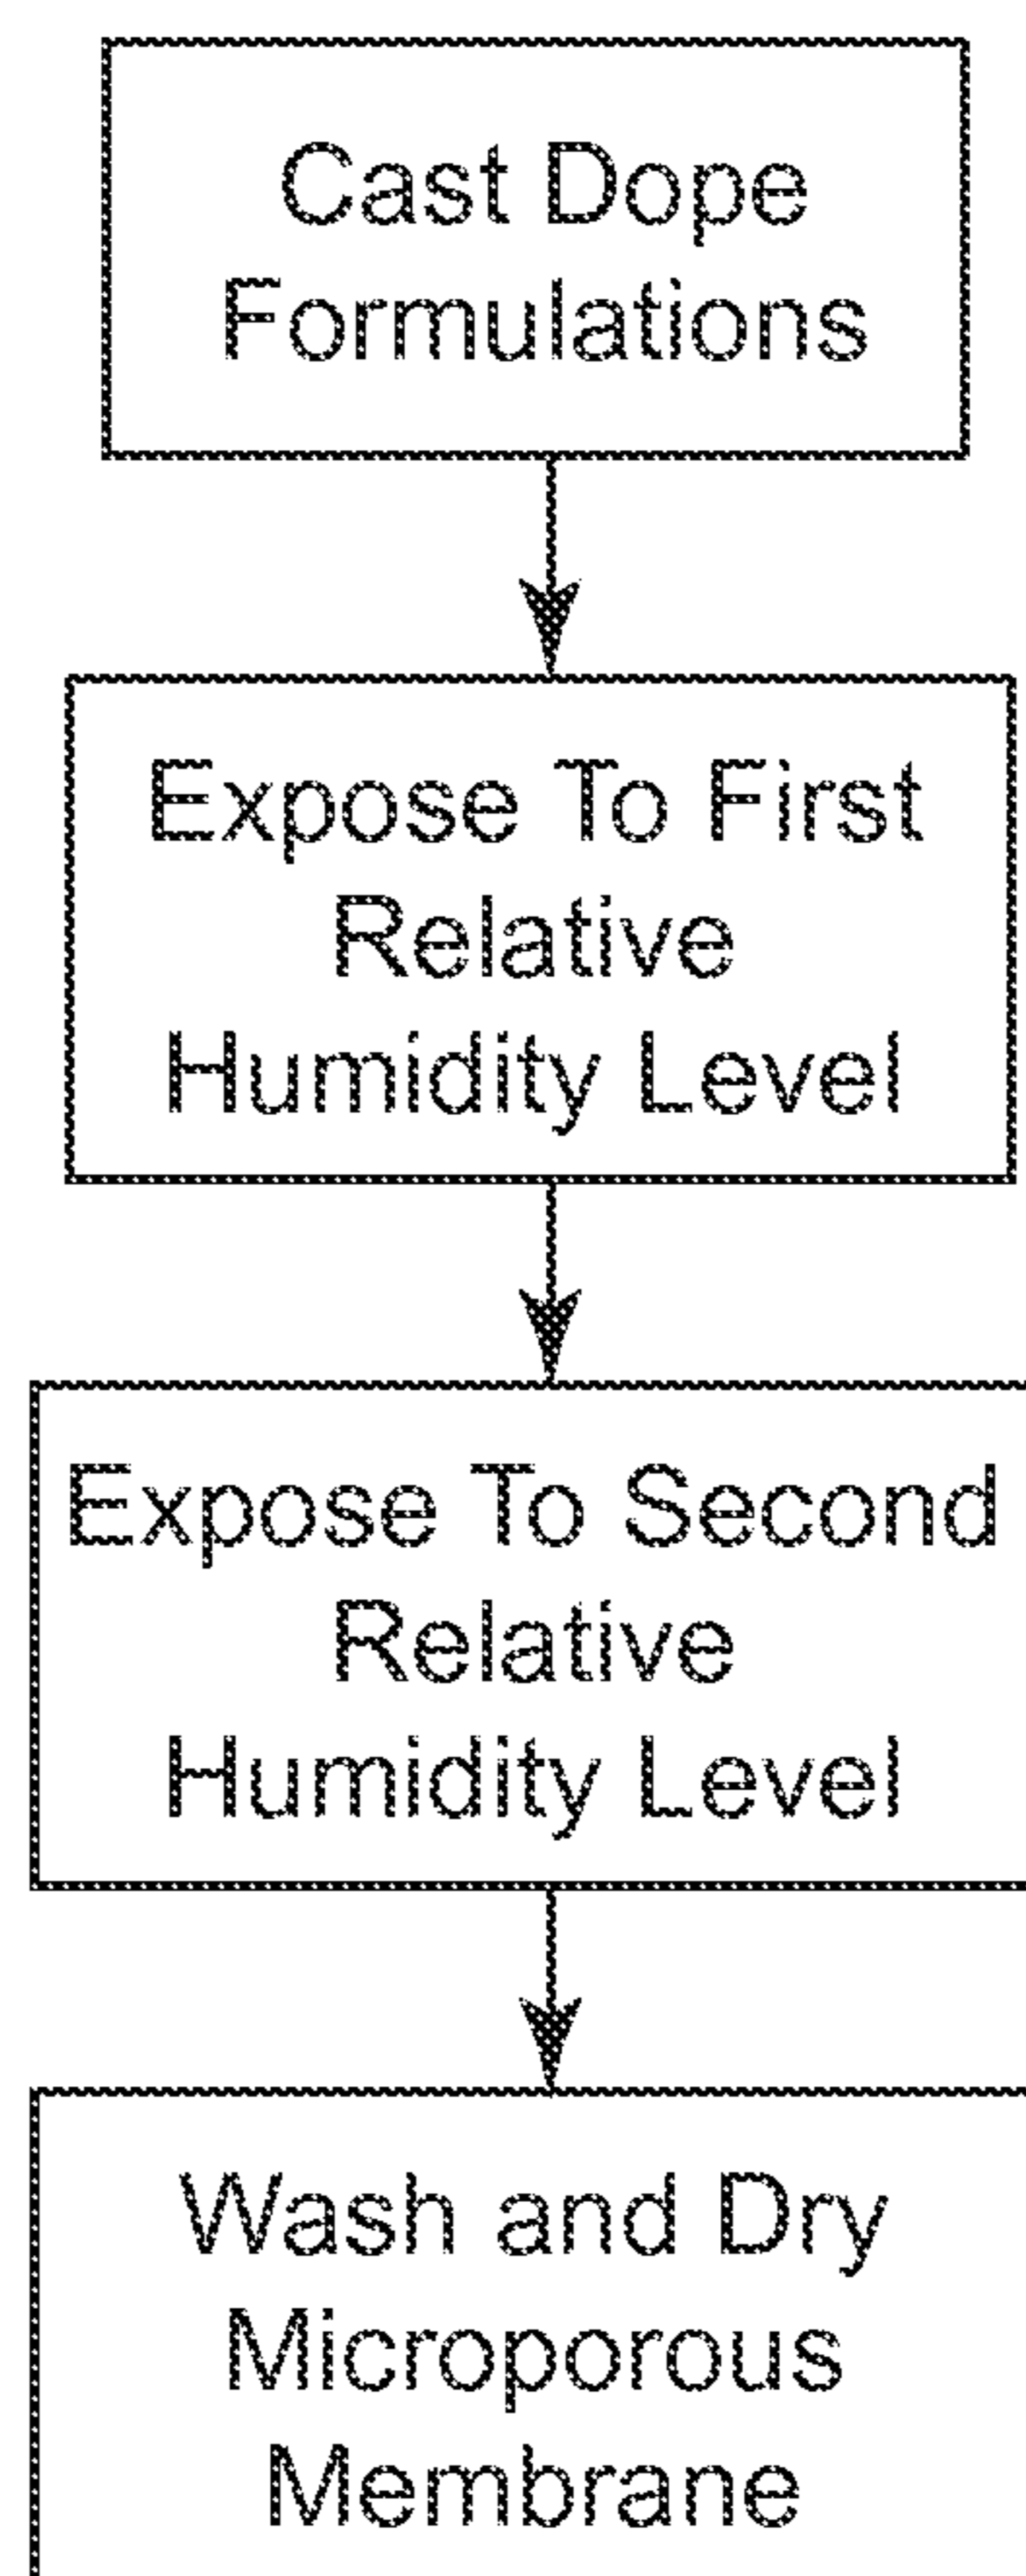 Cast Dope
Formulations
Expose To First
Relative
Humidity Level
Expose To Second
Relative
Humidity Level
Wash and Dry
Microporous
Membrane